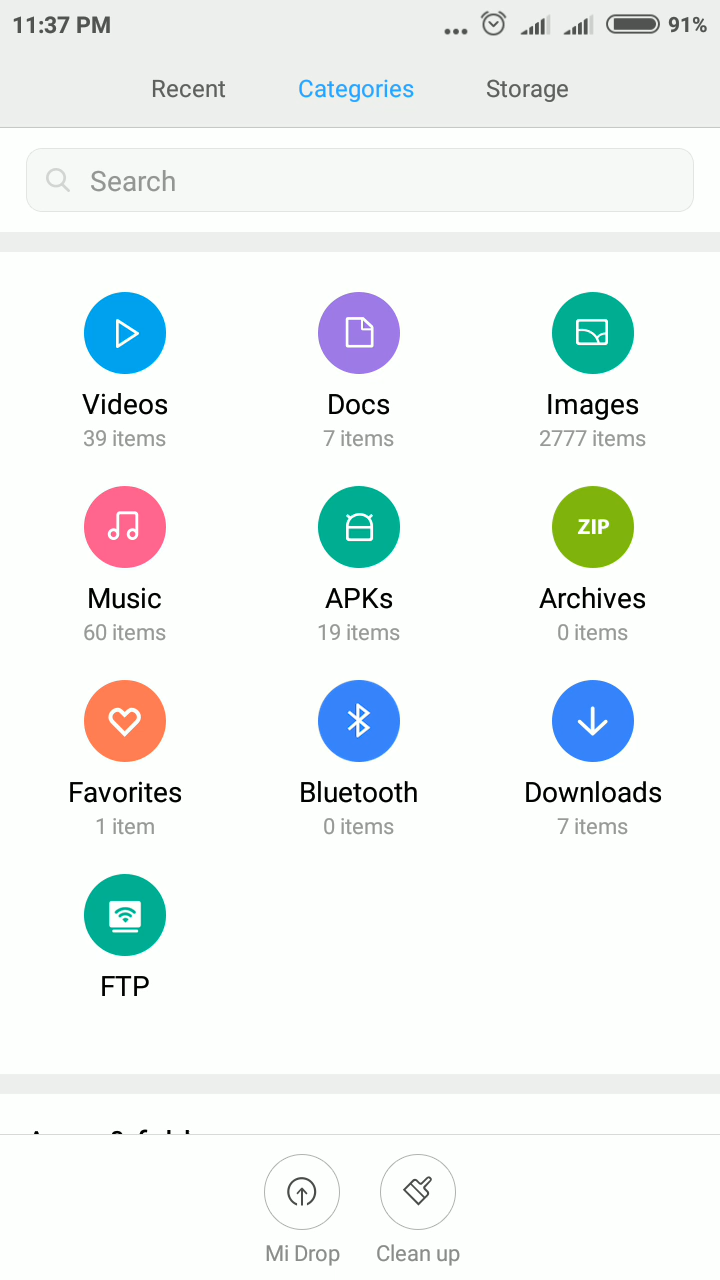 11:37 PM 91%
Recent Categories Storage
Search
Videos Docs Images
39 items 7 items 2777 items
Music APKs ZIP Archives
60 items 19 items 0 items
Favorites Bluetooth Downloads
1 item 0 items 7 items
FTP
Mi Drop Clean up